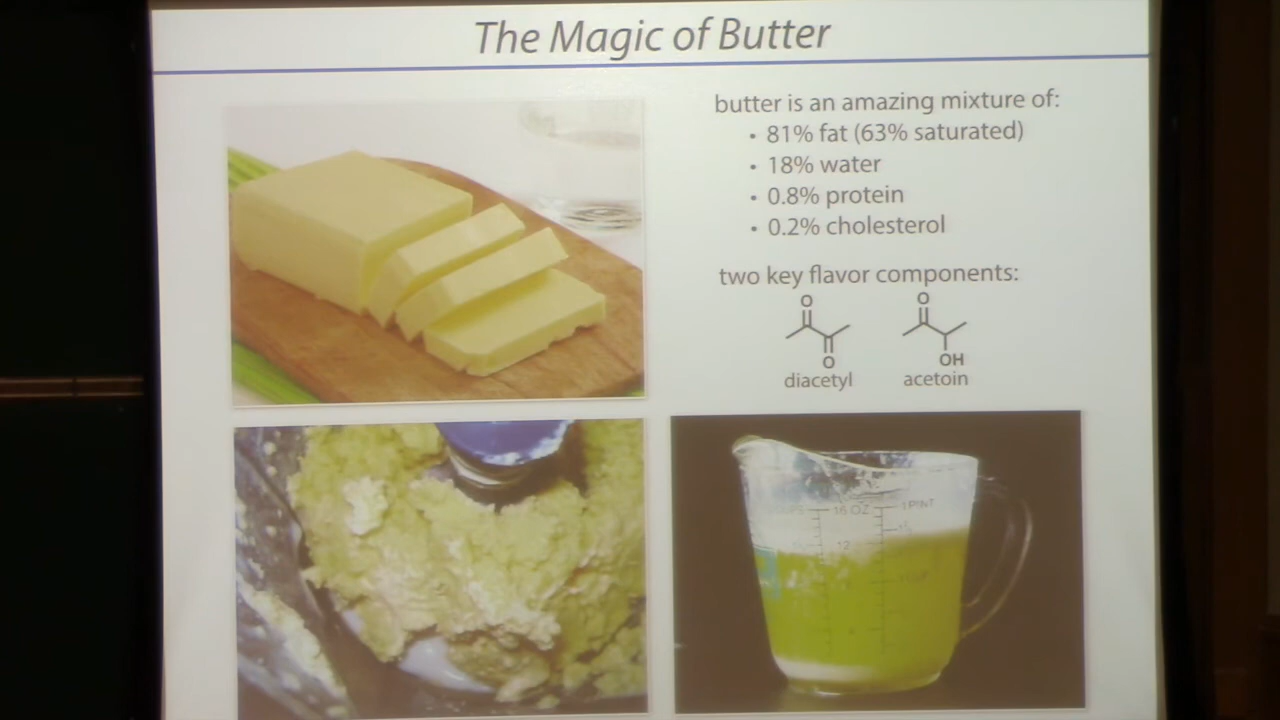 The Magic of Butter
butter is an amazing mixture of:
• 81% fat (63% saturated)
• 18% water
• 0.8% protein
• 0.2% cholesterol
two key flavor components:
O
O
O
OH
diacetyl
acetoin
16 OZ
1 PINT
12